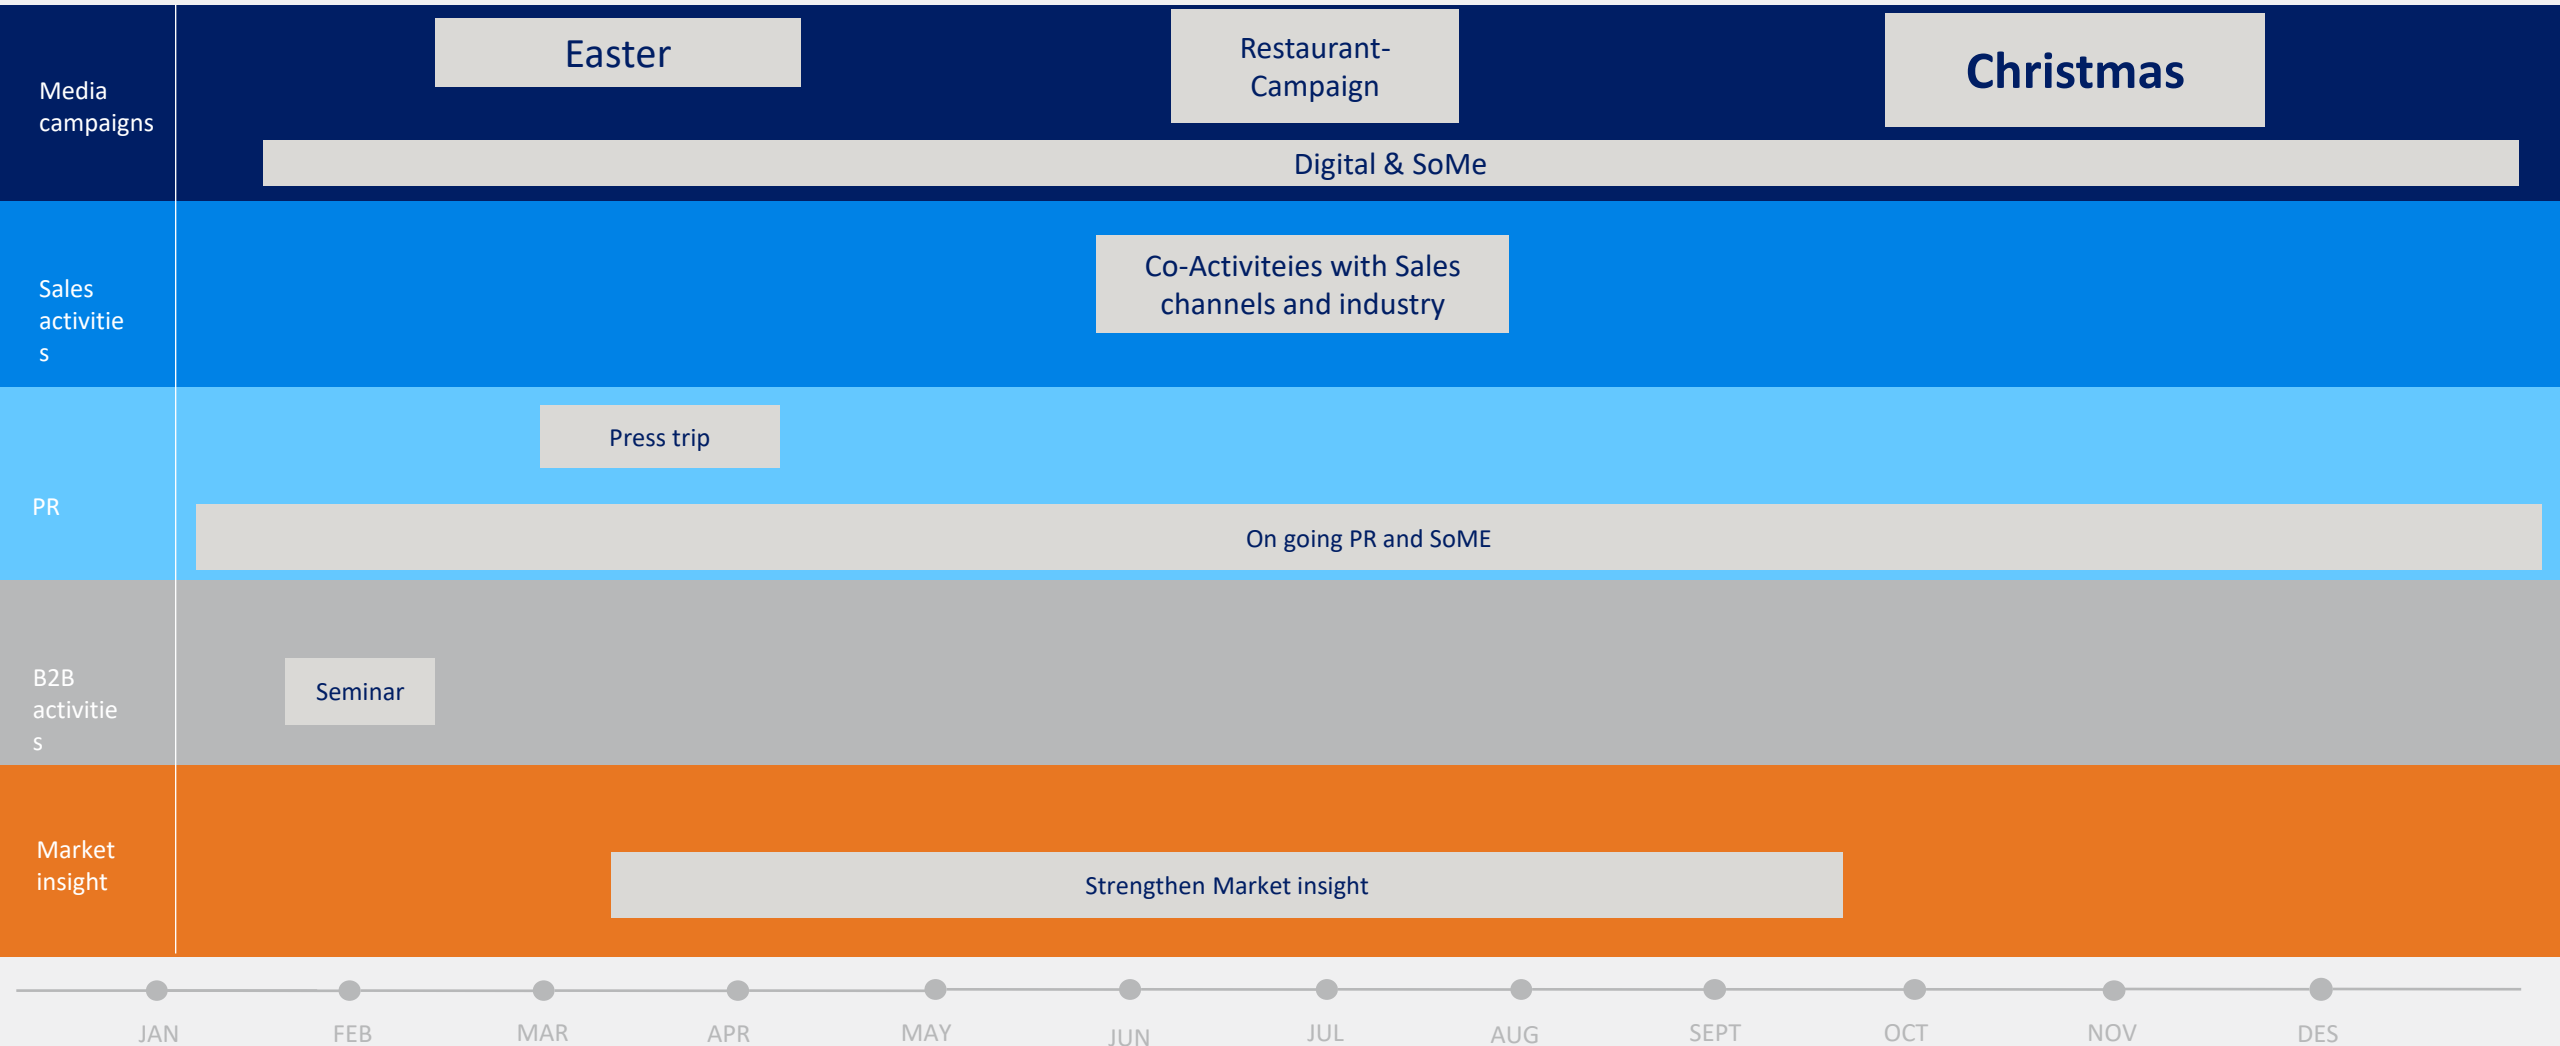 Media
campaigns
Easter
Restaurant-
Campaign
Christmas
Digital & SoMe
Sales
activitie
s
Co-Activiteies with Sales
channels and industry
PR
Press trip
On going PR and SoME
B2B
activitie
s
Seminar
Market
insight
Strengthen Market insight
JAN
FEB
MAR
APR
MAY
JUN
JUL
AUG
SEPT
OCT
NOV
DES